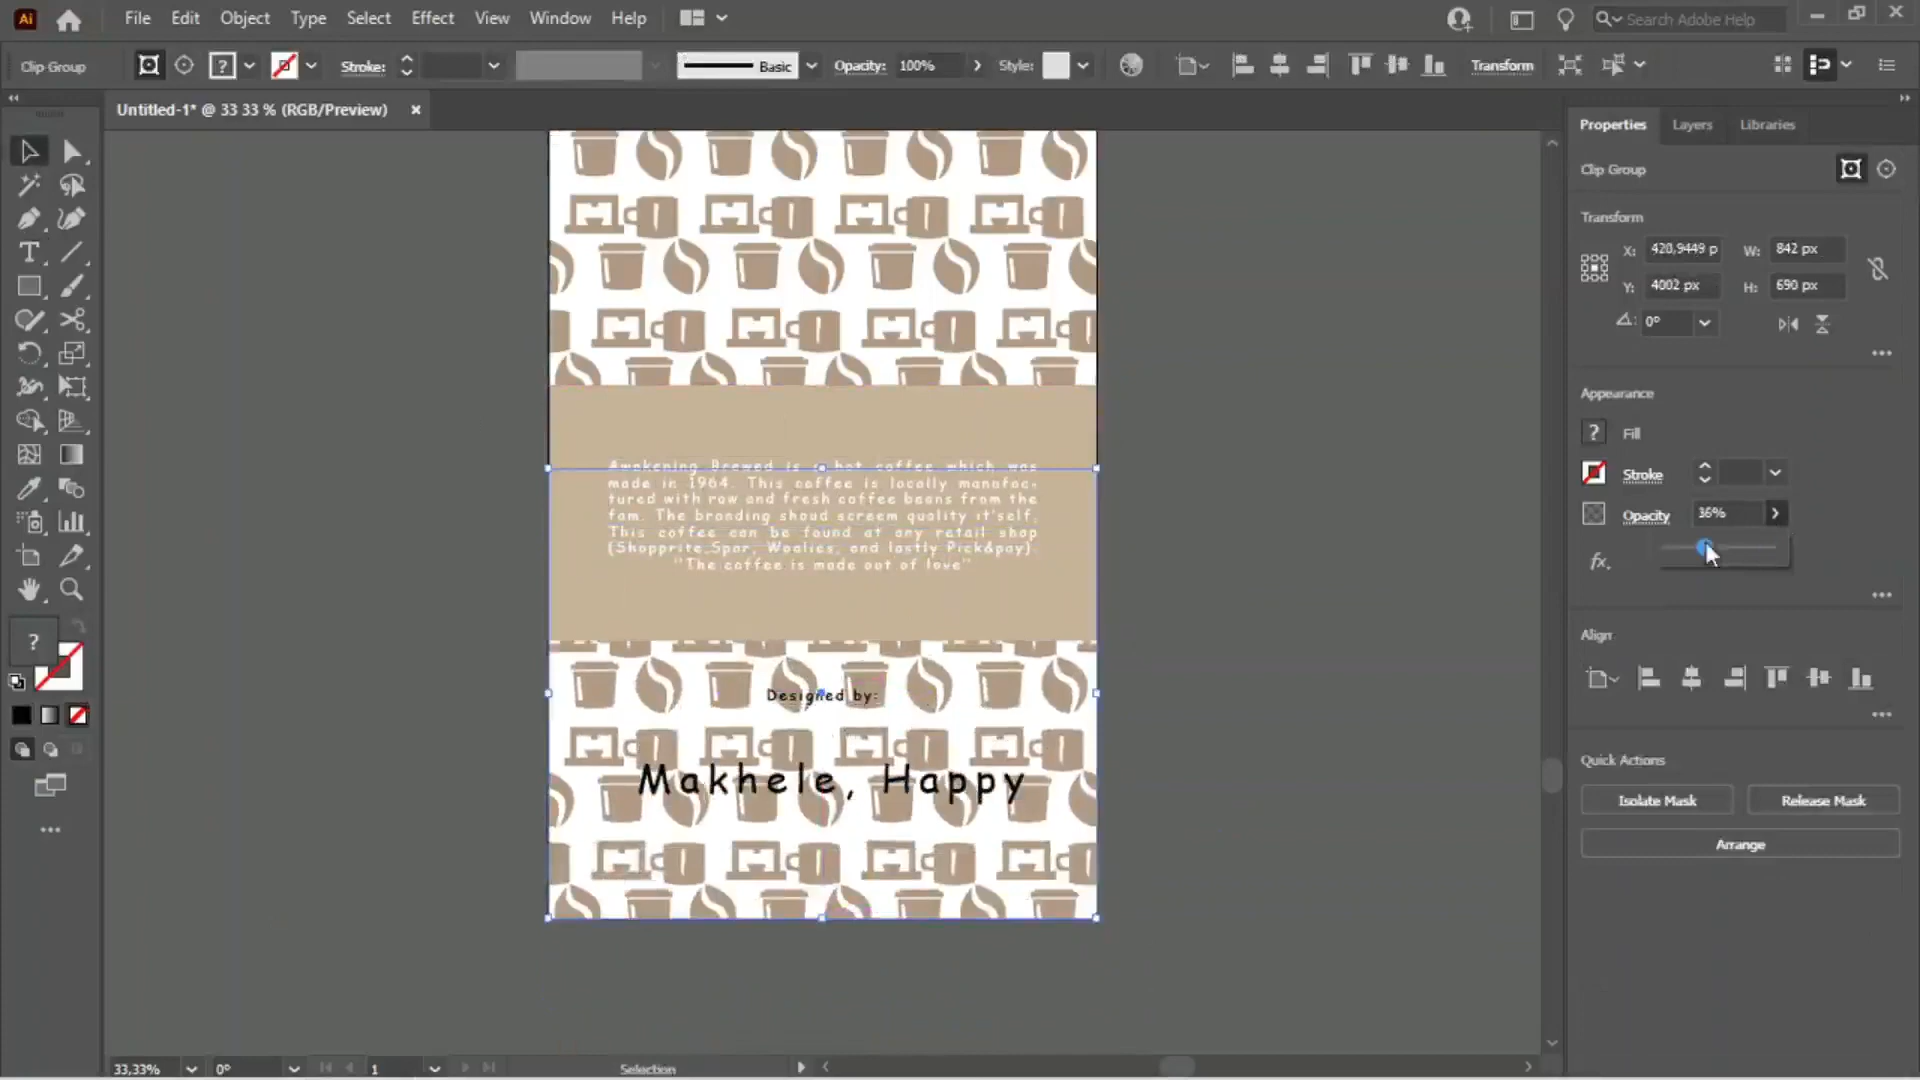 File Edit Object Type Select Effect View Window Help
Search Adobe Help
Clip Group
Stroke:
Basic
Opacity: 100%
Style:
Transform
Untitled-1* @ 33 33 % (RGB/Preview)
Properties Layers Libraries
Clip Group
Transform
X: 420,9449 p W: 842 px
Y: 4002 px H: 690 px
0°
Appearance
Fill
Stroke
Opacity 36%
fx.
Align
Quick Actions
Isolate Mask Release Mask
Arrange
Awakening Brewed is a hot coffee which was
made in 1964. This coffee is locally manufac-
tured with row and fresh coffee beans from the
fam. The branding shoud screem quality it'self.
This coffee can be found at any retail shop
(Shopprite,Spar, Woolies, and lastly Pick&pay).
"The coffee is made out of love"
Designed by:
Makhele, Happy
33,33% 0° 1 Selection